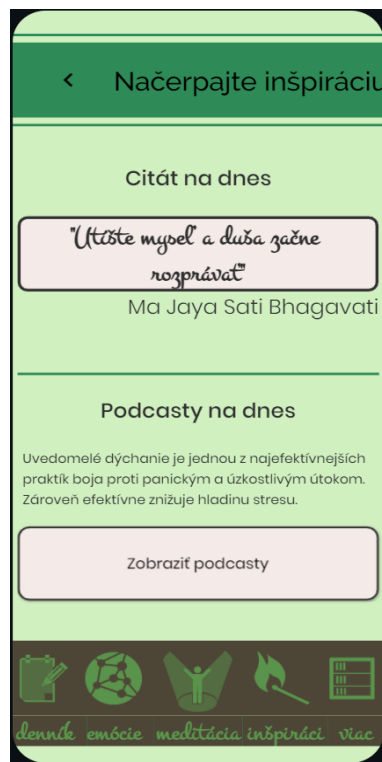 Načerpajte inšpiráciu
Citát na dnes
"Utíšte myseľ a duša začne
rozprávať"
Ma Jaya Sati Bhagavati
Podcasty na dnes
Uvedomelé dýchanie je jednou z najefektívnejších
praktík boja proti panickým a úzkostlivým útokom.
Zároveň efektívne znižuje hladinu stresu.
Zobraziť podcasty
denník emócie meditácia inšpiráci viac